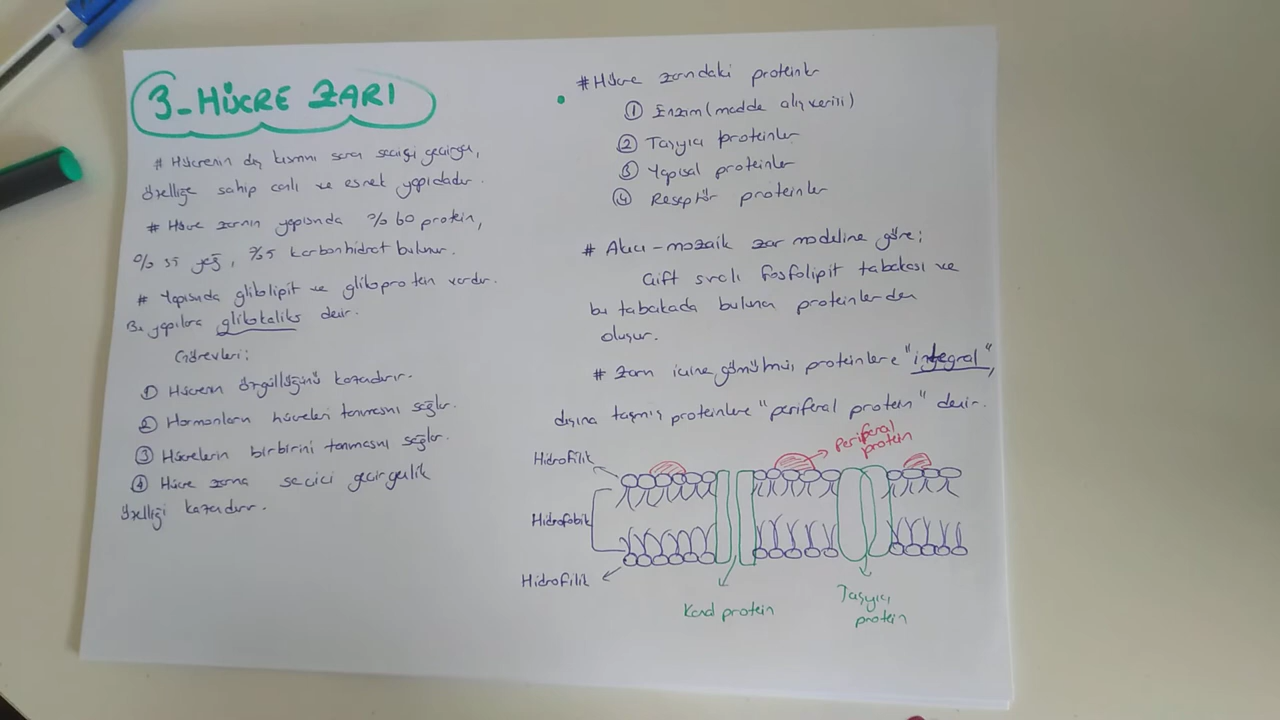 3-HÜCRE ZARI
# Hücrenin dış kısmını saran seçici geçirgen,
özelliğe sahip canlı ve esnek yapıdadır.
# Hücre zarının yapısında % 60 protein,
% 35 yağ, %5 karbonhidrat bulunur.
# Yapısında glikolipit ve glikoprotein vardır.
Bu yapılara glikokaliks denir.
Görevleri:
① Hücrenin özgüllüğünü kazandırır.
② Hormonların hücreleri tanımasını sağlar.
③ Hücrelerin birbirini tanımasını sağlar.
④ Hücre zarına seçici geçirgenlik
özelliği kazandırır.
# Hücre zarındaki proteinler
① Enzim (madde alışverişi)
② Taşıyıcı proteinler
③ Yapısal proteinler
④ Reseptör proteinler
# Akıcı-mozaik zar modeline göre;
Çift sıralı fosfolipit tabakası ve
bu tabakada bulunan proteinlerden
oluşur.
# Zarın içine gömülmüş proteinlere "integral",
dışına taşmış proteinlere "periferal protein" denir.
Periferal
protein
Hidrofilik
Hidrofobik
Hidrofilik
Kanal protein
Taşıyıcı
protein